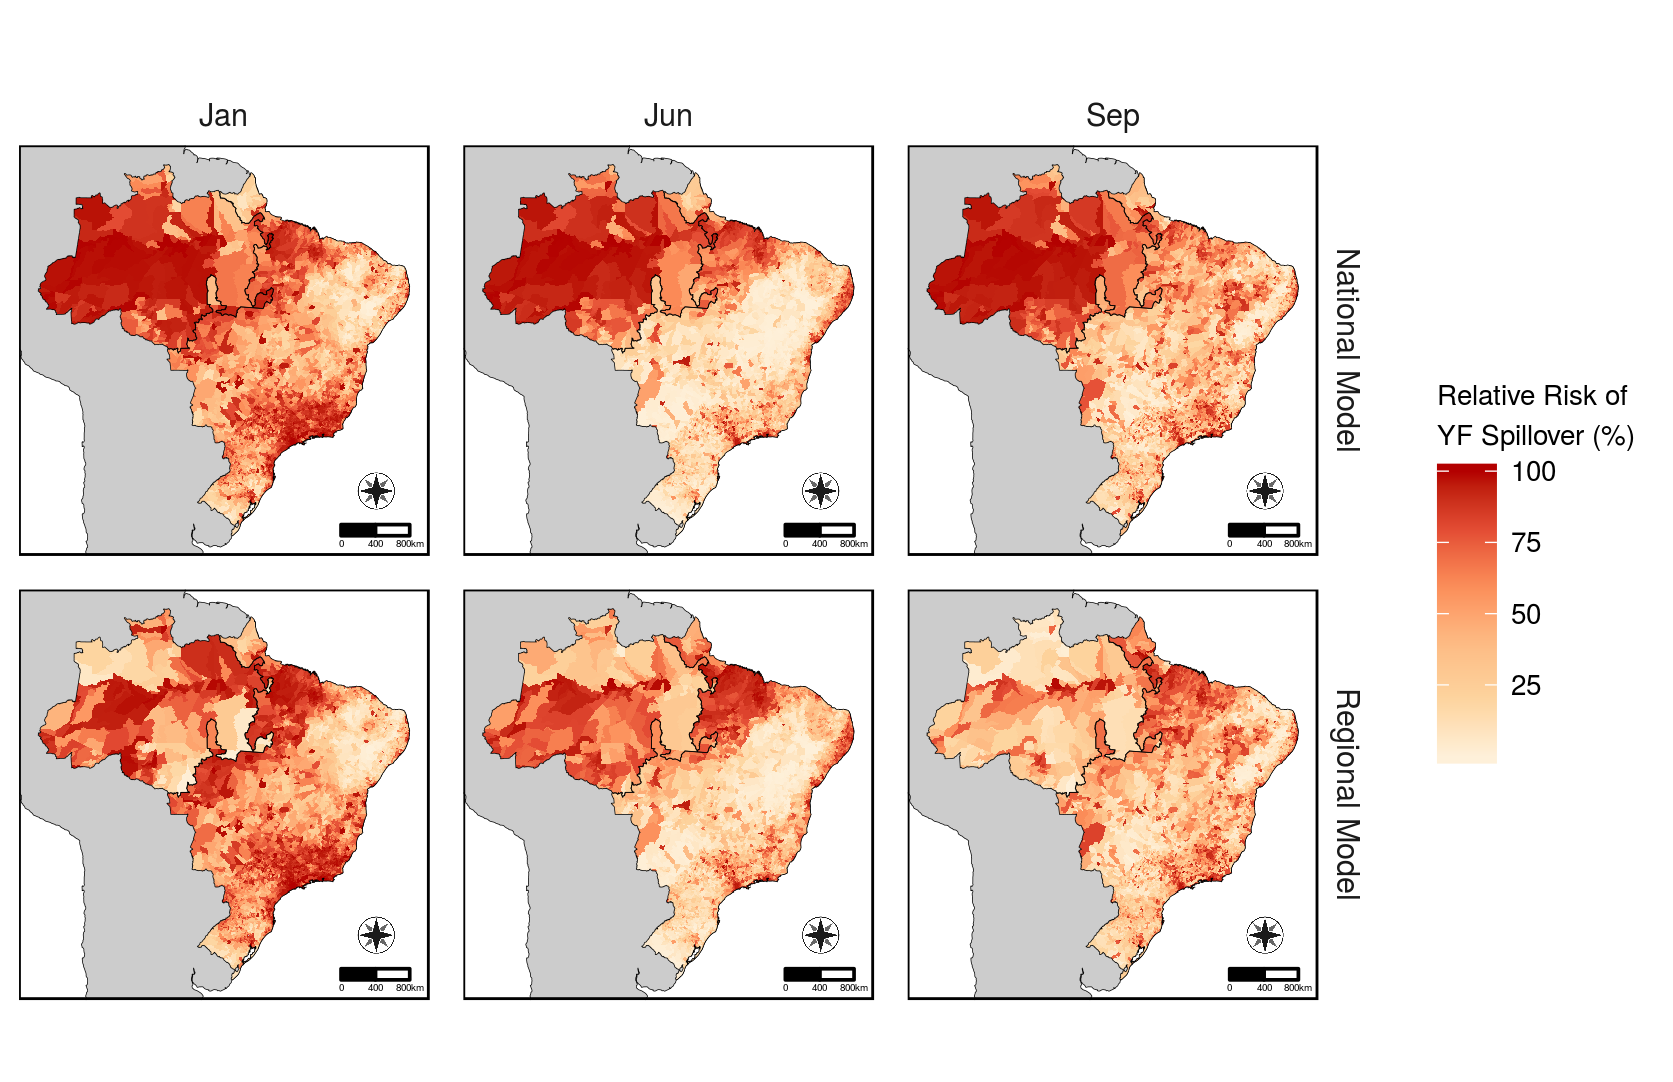 Jan
Jun
Sep
National Model
0 400 800km
0 400 800km
0 400 800km
Regional Model
0 400 800km
0 400 800km
0 400 800km
Relative Risk of
YF Spillover (%)
100
75
50
25